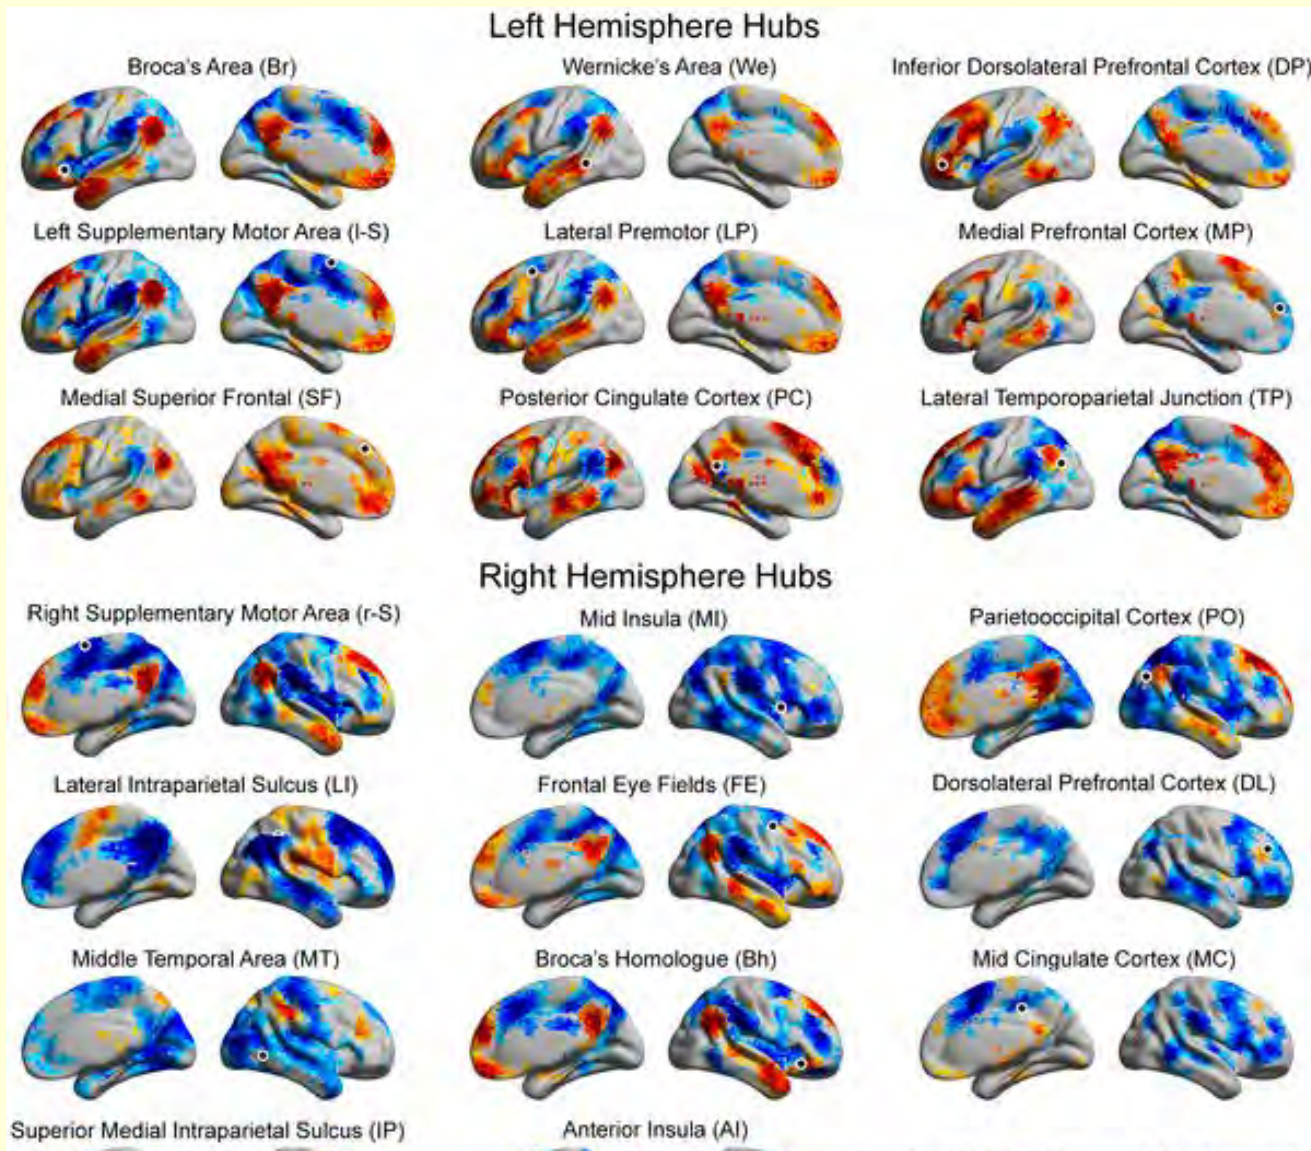 Left Hemisphere Hubs
Broca's Area (Br)
Wernicke's Area (We)
Inferior Dorsolateral Prefrontal Cortex (DP)
Left Supplementary Motor Area (l-S)
Lateral Premotor (LP)
Medial Prefrontal Cortex (MP)
Medial Superior Frontal (SF)
Posterior Cingulate Cortex (PC)
Lateral Temporoparietal Junction (TP)
Right Hemisphere Hubs
Right Supplementary Motor Area (r-S)
Mid Insula (MI)
Parietooccipital Cortex (PO)
Lateral Intraparietal Sulcus (LI)
Frontal Eye Fields (FE)
Dorsolateral Prefrontal Cortex (DL)
Middle Temporal Area (MT)
Broca's Homologue (Bh)
Mid Cingulate Cortex (MC)
Superior Medial Intraparietal Sulcus (IP)
Anterior Insula (AI)